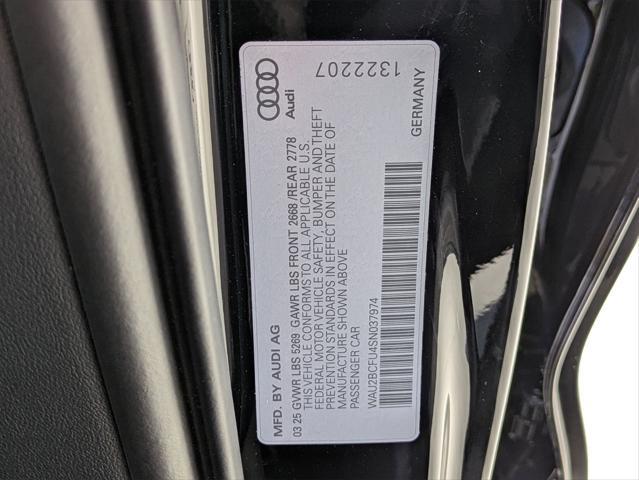 MFD. BY AUDI AG
Audi
03 25 GVWR LBS 5269 GAWR LBS FRONT 2668/REAR 2778
THIS VEHICLE CONFORMS TO ALL APPLICABLE U.S.
FEDERAL MOTOR VEHICLE SAFETY, BUMPER AND THEFT
PREVENTION STANDARDS IN EFFECT ON THE DATE OF
MANUFACTURE SHOWN ABOVE
PASSENGER CAR
WAU2BCFU4SN037974
GERMANY
1322207